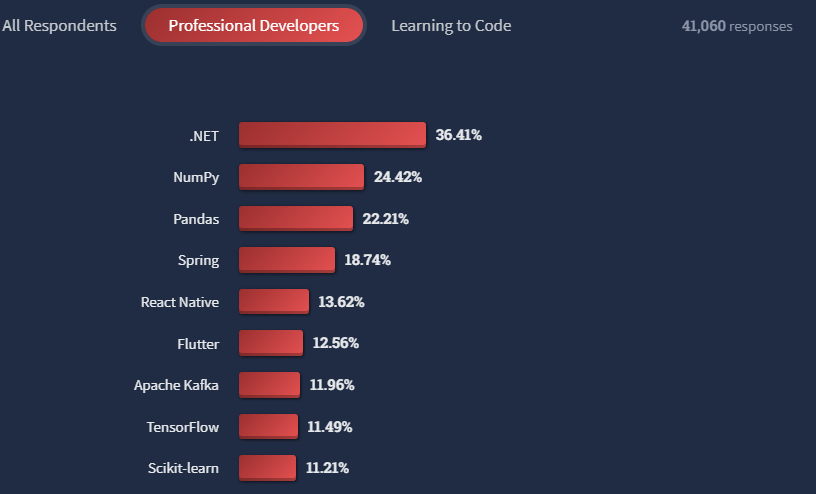 All Respondents Professional Developers Learning to Code 41,060 responses
.NET 36.41%
NumPy 24.42%
Pandas 22.21%
Spring 18.74%
React Native 13.62%
Flutter 12.56%
Apache Kafka 11.96%
TensorFlow 11.49%
Scikit-learn 11.21%